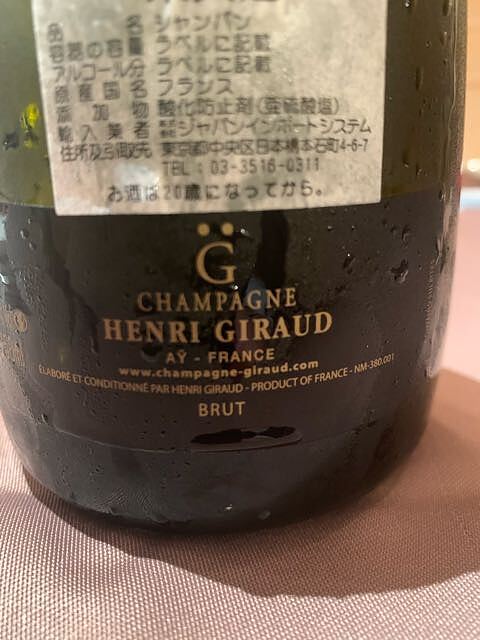 品名 シャンパン
容器の容量 ラベルに記載
アルコール分 ラベルに記載
原産国名 フランス
添加物 酸化防止剤(亜硫酸塩)
輸入業者 株式会社ジャパンインポートシステム
住所及引取先 東京都中央区日本橋本石町4-6-7
TEL:03-3516-0311
お酒は20歳になってから。
G̈
CHAMPAGNE
HENRI GIRAUD
AŸ - FRANCE
www.champagne-giraud.com
ÉLABORÉ ET CONDITIONNÉ PAR HENRI GIRAUD - PRODUCT OF FRANCE - NM-380.001
BRUT